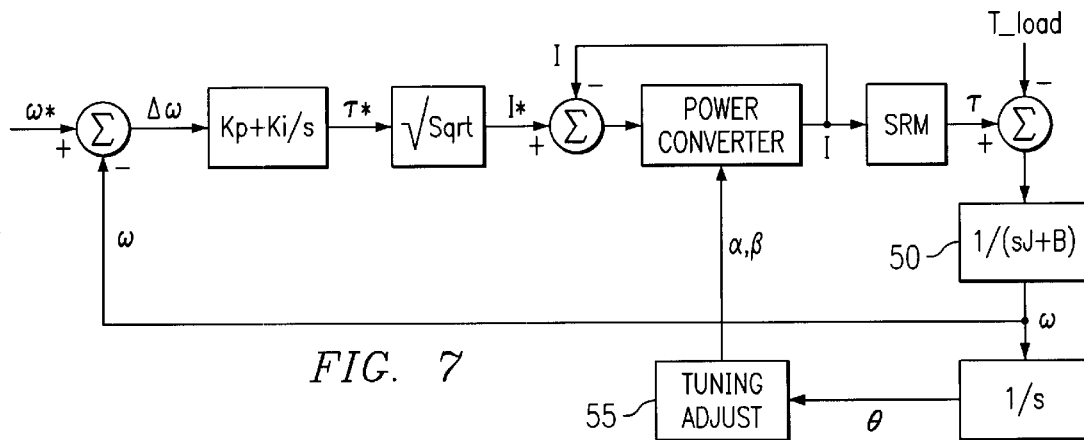 T_load
I
−
−
ω*
Σ
Δω
Kp+Ki/s
τ*
√Sqrt
I*
Σ
POWER
CONVERTER
I
SRM
τ
Σ
+
−
+
+
ω
α,β
50
1/(sJ+B)
ω
FIG. 7
55
TUNING
ADJUST
θ
1/s